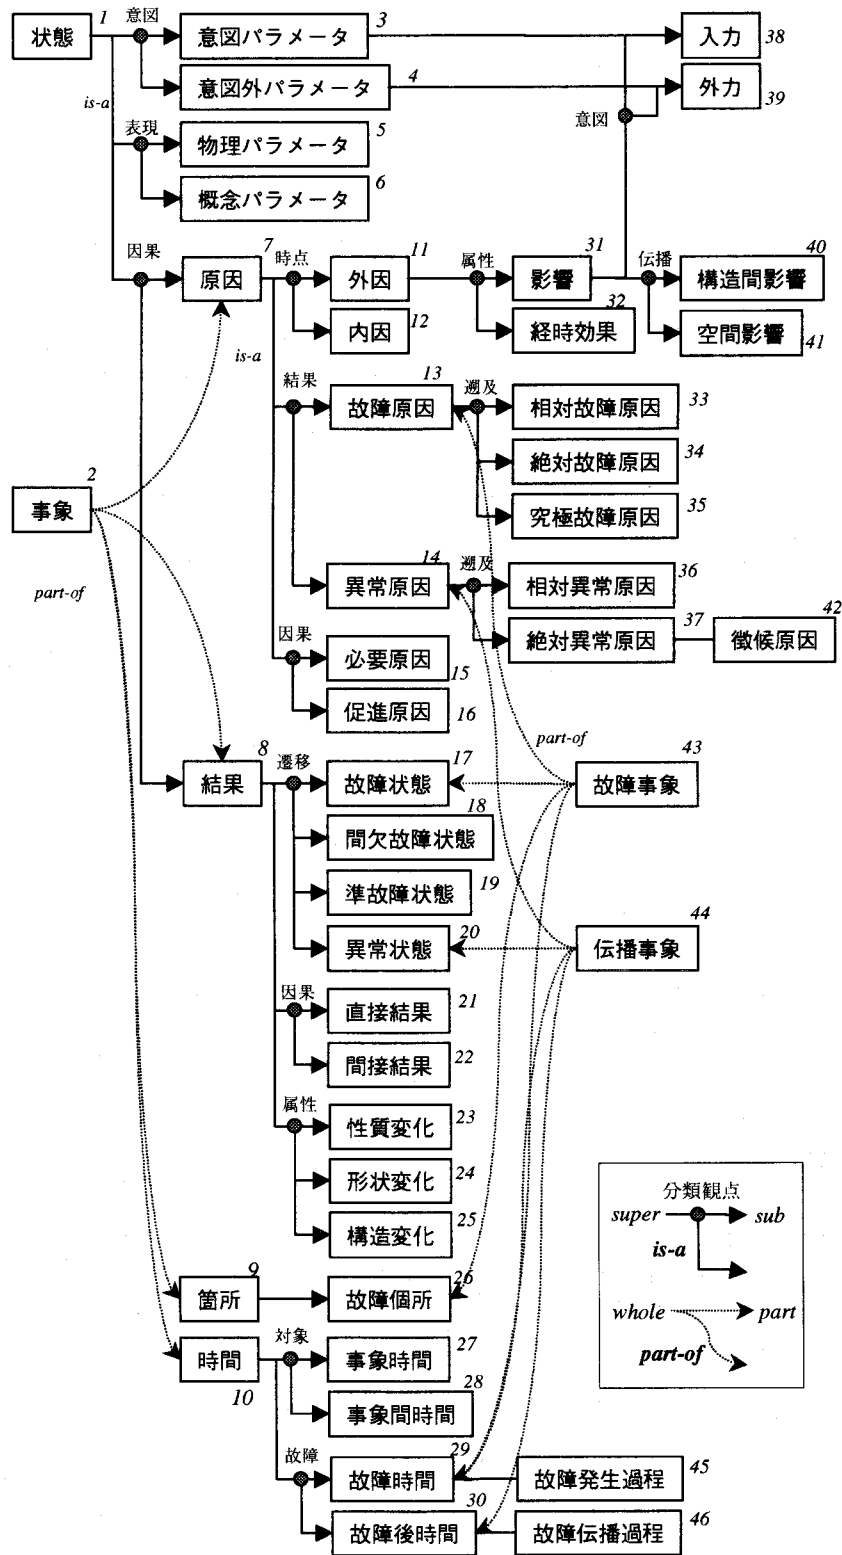 状態
1
意図
意図パラメータ
3
入力
38
意図外パラメータ
4
外力
39
is-a
意図
表現
物理パラメータ
5
概念パラメータ
6
因果
原因
7
時点
外因
11
属性
影響
31
伝播
構造間影響
40
内因
12
経時効果
32
空間影響
41
is-a
結果
故障原因
13
遡及
相対故障原因
33
絶対故障原因
34
究極故障原因
35
事象
2
part-of
異常原因
14
遡及
相対異常原因
36
絶対異常原因
37
徴候原因
42
因果
必要原因
15
促進原因
16
part-of
結果
8
遷移
故障状態
17
故障事象
43
間欠故障状態
18
準故障状態
19
異常状態
20
伝播事象
44
因果
直接結果
21
間接結果
22
属性
性質変化
23
形状変化
24
構造変化
25
箇所
9
故障個所
26
時間
10
対象
事象時間
27
事象間時間
28
故障
故障時間
29
故障発生過程
45
故障後時間
30
故障伝播過程
46
分類観点
super
sub
is-a
whole
part
part-of